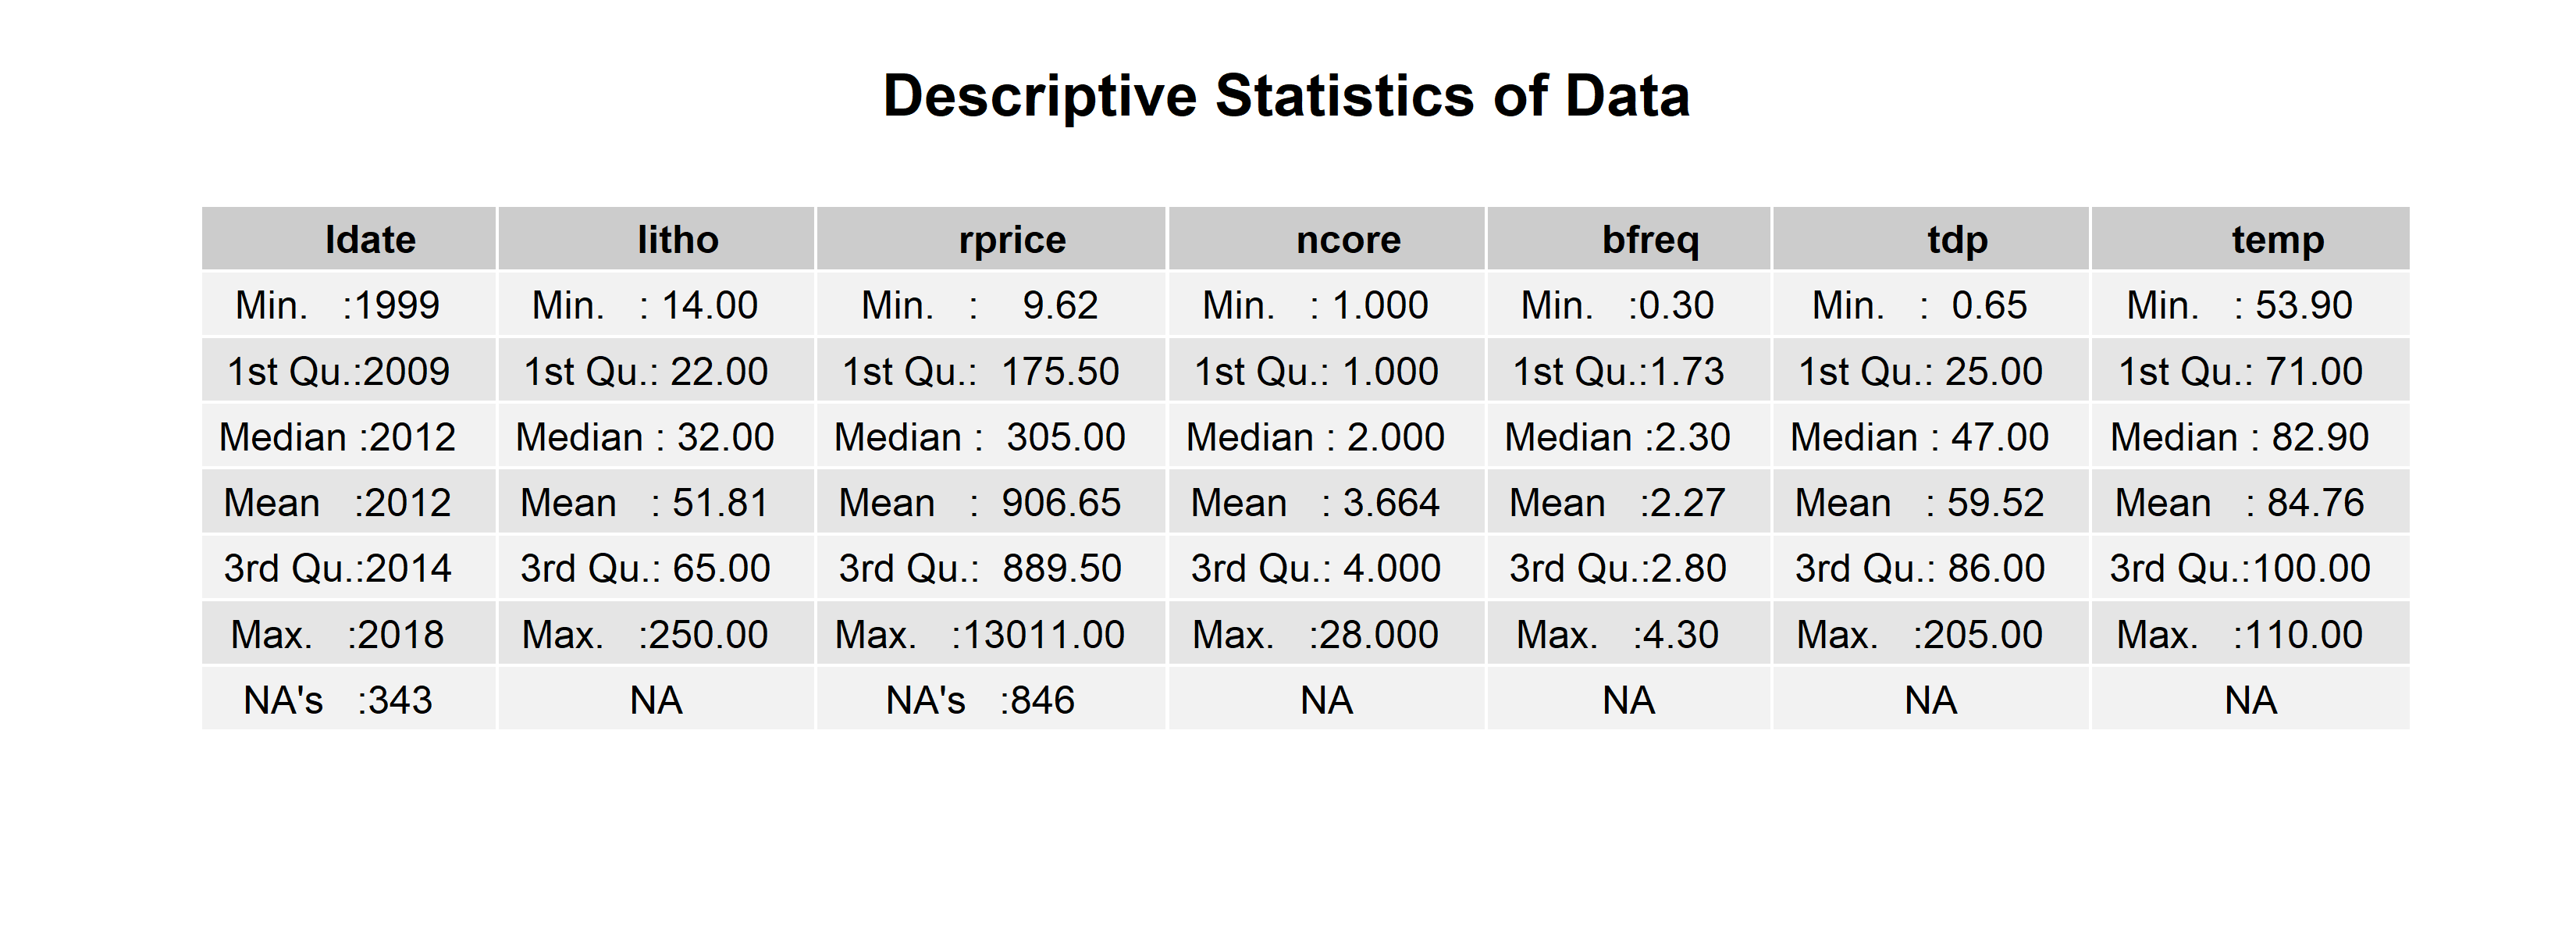 Descriptive Statistics of Data
ldate litho rprice ncore bfreq tdp temp
Min. :1999 Min. : 14.00 Min. : 9.62 Min. : 1.000 Min. :0.30 Min. : 0.65 Min. : 53.90
1st Qu.:2009 1st Qu.: 22.00 1st Qu.: 175.50 1st Qu.: 1.000 1st Qu.:1.73 1st Qu.: 25.00 1st Qu.: 71.00
Median :2012 Median : 32.00 Median : 305.00 Median : 2.000 Median :2.30 Median : 47.00 Median : 82.90
Mean :2012 Mean : 51.81 Mean : 906.65 Mean : 3.664 Mean :2.27 Mean : 59.52 Mean : 84.76
3rd Qu.:2014 3rd Qu.: 65.00 3rd Qu.: 889.50 3rd Qu.: 4.000 3rd Qu.:2.80 3rd Qu.: 86.00 3rd Qu.:100.00
Max. :2018 Max. :250.00 Max. :13011.00 Max. :28.000 Max. :4.30 Max. :205.00 Max. :110.00
NA's :343 NA NA's :846 NA NA NA NA